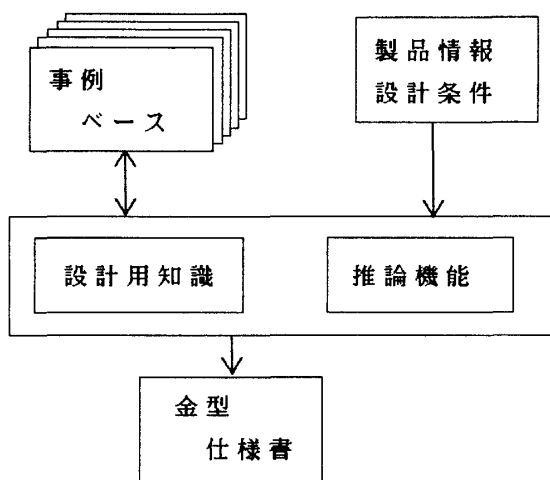 事例
ベース
製品情報
設計条件
設計用知識
推論機能
金型
仕様書